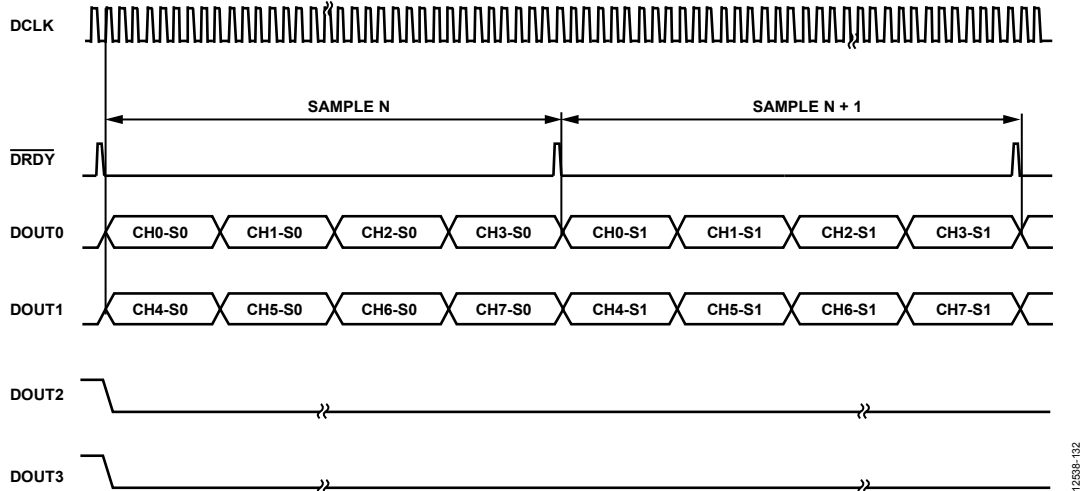 DCLK
SAMPLE N SAMPLE N + 1
DRDY
DOUT0 CH0-S0 CH1-S0 CH2-S0 CH3-S0 CH0-S1 CH1-S1 CH2-S1 CH3-S1
DOUT1 CH4-S0 CH5-S0 CH6-S0 CH7-S0 CH4-S1 CH5-S1 CH6-S1 CH7-S1
DOUT2
DOUT3
12538-132